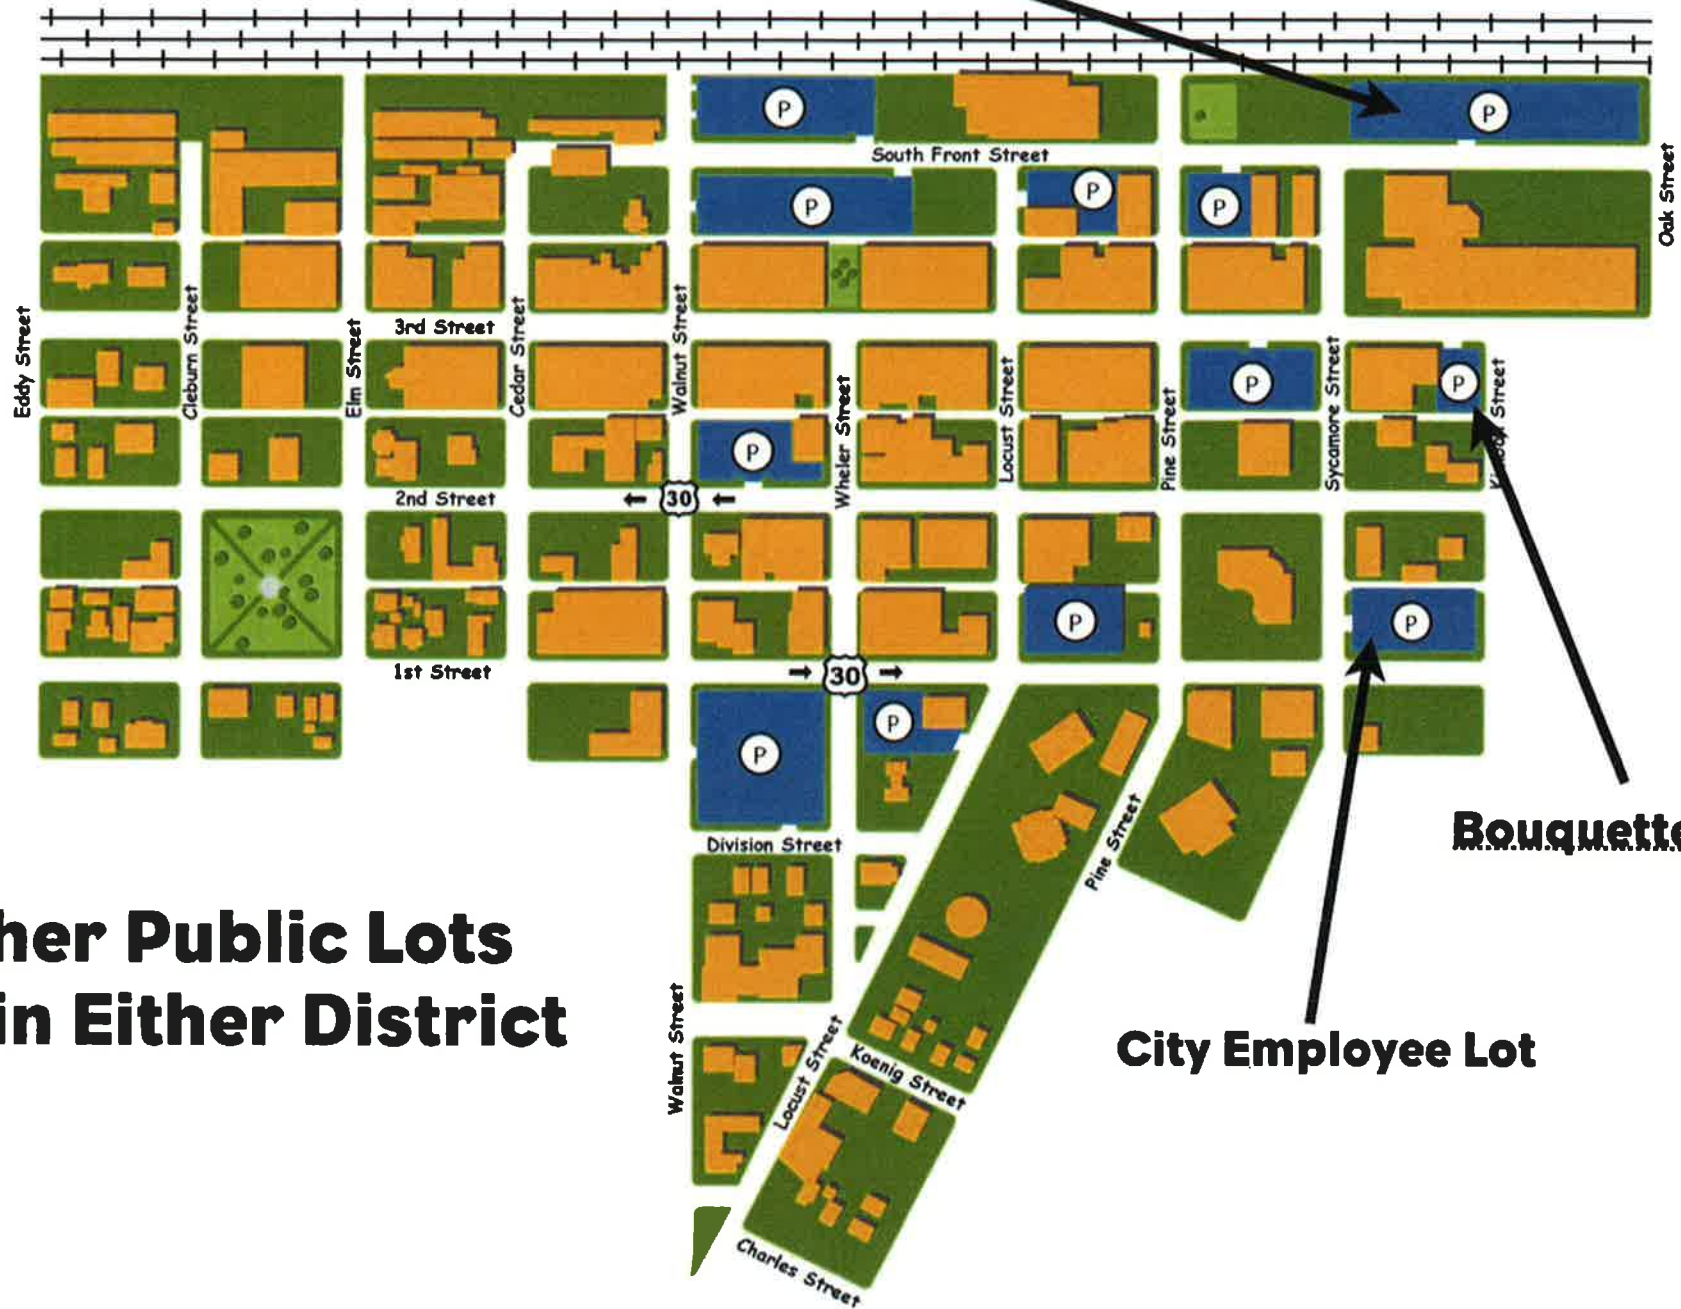 P
P
South Front Street
P
P
P
Oak Street
Eddy Street
Cleburn Street
Elm Street
3rd Street
Cedar Street
Walnut Street
Wheler Street
Locust Street
Pine Street
Sycamore Street
P
P
Street
P
2nd Street
30
P
P
1st Street
30
P
P
Division Street
Pine Street
Bouquette
her Public Lots
in Either District
City Employee Lot
Walnut Street
Locust Street
Koenig Street
Charles Street